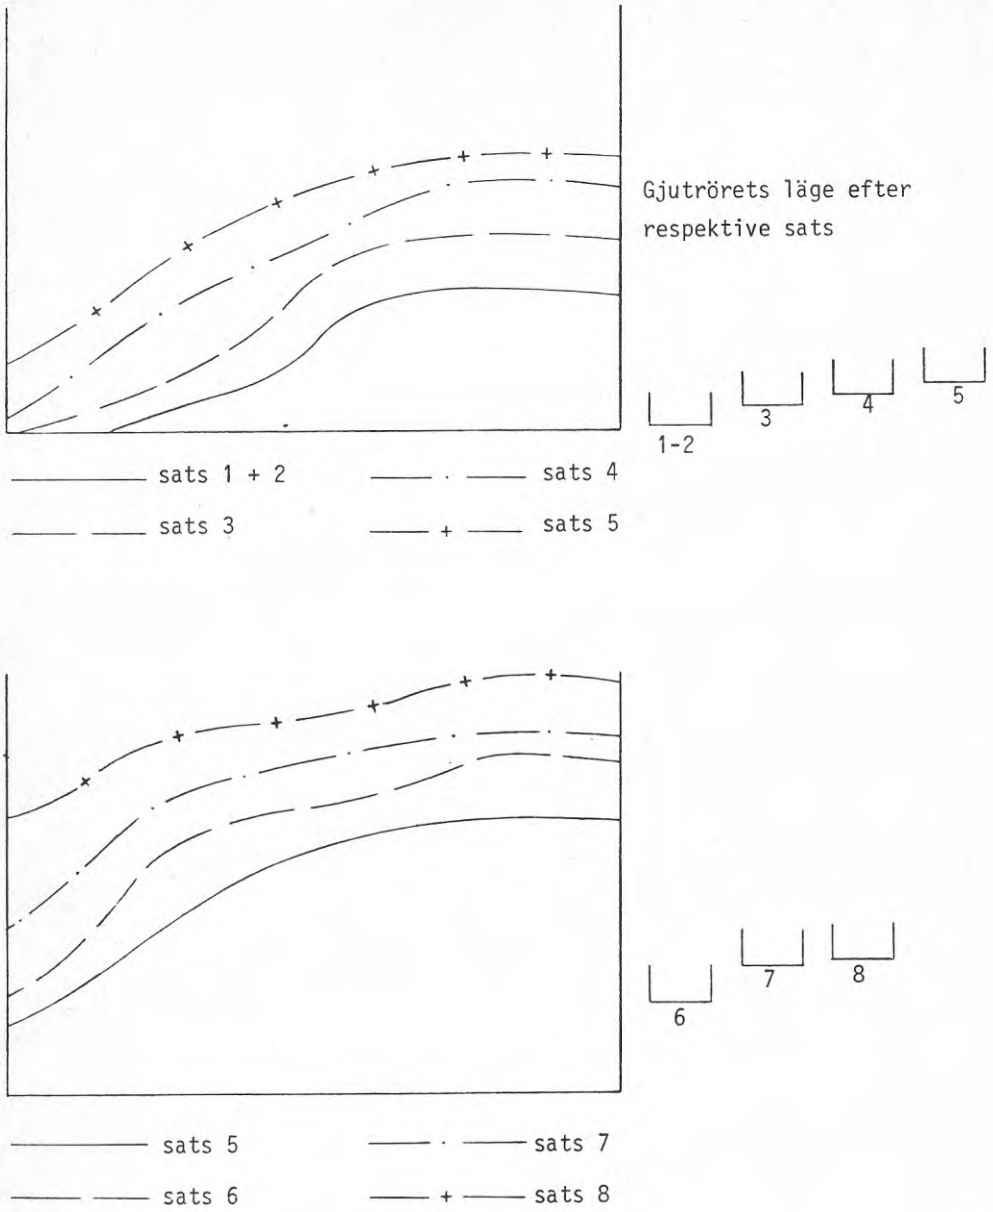 Gjutrörets läge efter
respektive sats
1-2
3
4
5
sats 1 + 2
sats 4
sats 3
sats 5
6
7
8
sats 5
sats 7
sats 6
sats 8